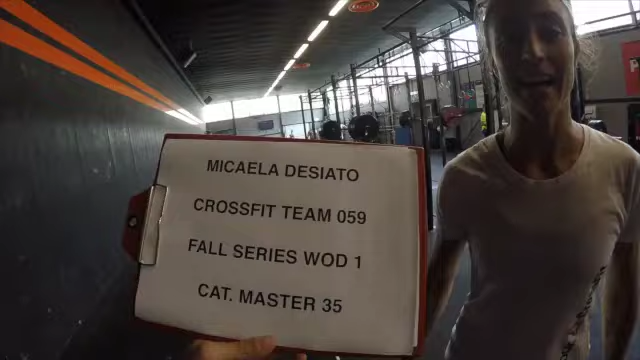 MICAELA DESIATO
CROSSFIT TEAM 059
FALL SERIES WOD 1
CAT. MASTER 35